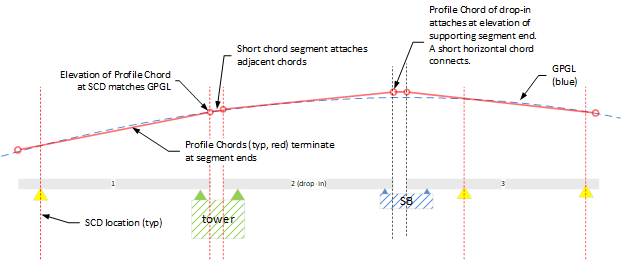 Profile Chord of drop-in
attaches at elevation of
supporting segment end.
A short horizontal chord
connects.
Short chord segment attaches
adjacent chords
Elevation of Profile Chord
at SCD matches GPGL
GPGL
(blue)
Profile Chords (typ, red) terminate
at segment ends
1
2 (drop-in)
3
SB
tower
SCD location (typ)